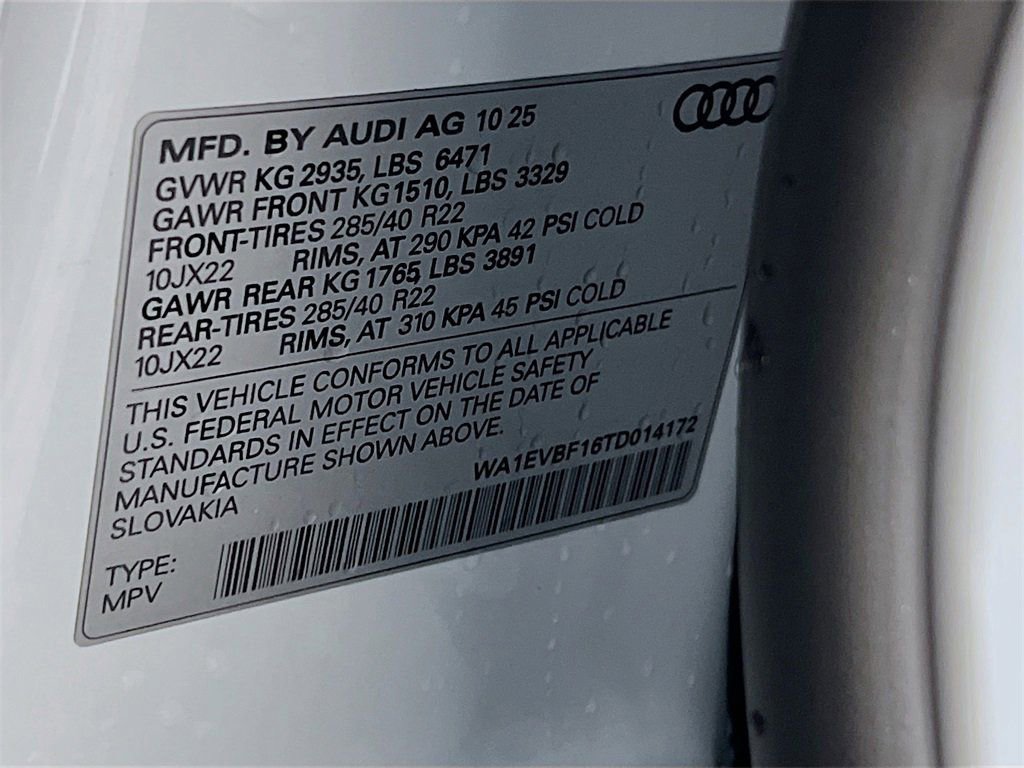 MFD. BY AUDI AG 10 25
GVWR KG 2935, LBS 6471
GAWR FRONT KG 1510, LBS 3329
FRONT-TIRES 285/40 R22
10JX22 RIMS, AT 290 KPA 42 PSI COLD
GAWR REAR KG 1765, LBS 3891
REAR-TIRES 285/40 R22
10JX22 RIMS, AT 310 KPA 45 PSI COLD
THIS VEHICLE CONFORMS TO ALL APPLICABLE
U.S. FEDERAL MOTOR VEHICLE SAFETY
STANDARDS IN EFFECT ON THE DATE OF
MANUFACTURE SHOWN ABOVE.
SLOVAKIA
WA1EVBF16TD014172
TYPE:
MPV